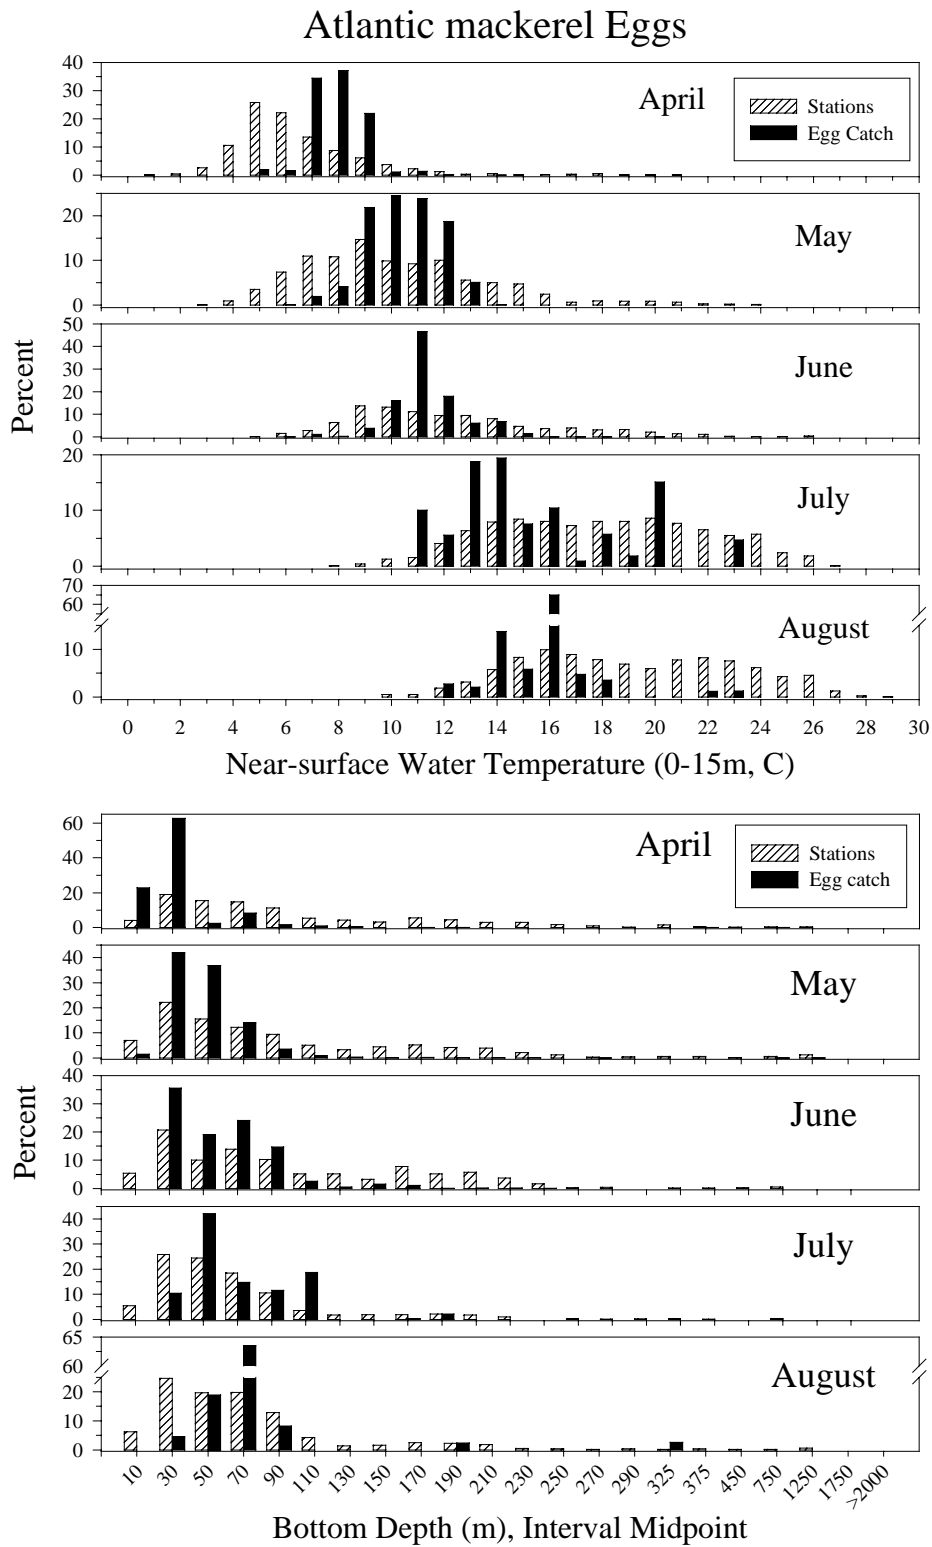 Atlantic mackerel Eggs
40
30
20
10
0
April
Stations
Egg Catch
20
10
0
May
50
40
30
20
10
0
June
20
10
0
July
70
60
10
0
August
Percent
0 2 4 6 8 10 12 14 16 18 20 22 24 26 28 30
Near-surface Water Temperature (0-15m, C)
60
40
20
0
April
Stations
Egg catch
40
30
20
10
0
May
40
30
20
10
0
June
40
30
20
10
0
July
65
60
20
10
0
August
Percent
10 30 50 70 90 110 130 150 170 190 210 230 250 270 290 325 375 450 750 1250 1750 >2000
Bottom Depth (m), Interval Midpoint